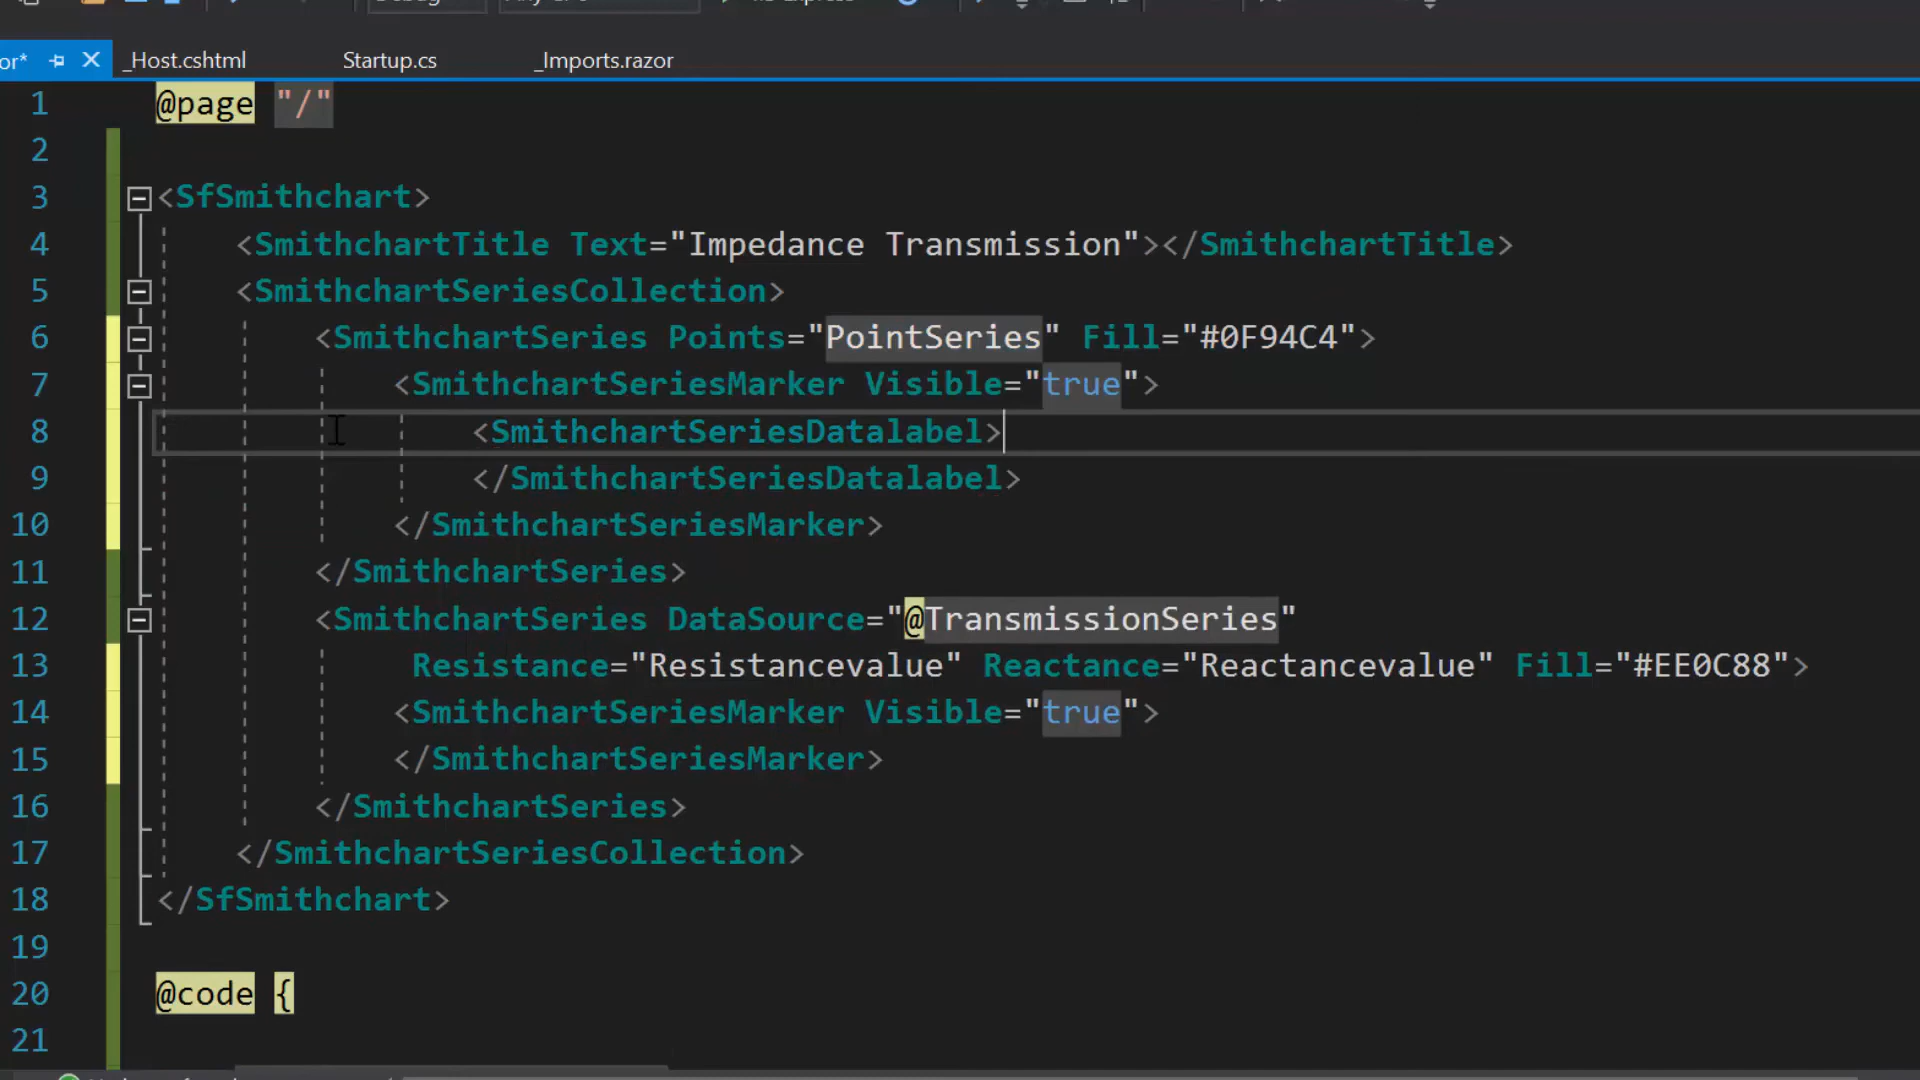 or* _Host.cshtml Startup.cs _Imports.razor
1 @page "/"
2
3 <SfSmithchart>
4 <SmithchartTitle Text="Impedance Transmission"></SmithchartTitle>
5 <SmithchartSeriesCollection>
6 <SmithchartSeries Points="PointSeries" Fill="#0F94C4">
7 <SmithchartSeriesMarker Visible="true">
8 <SmithchartSeriesDatalabel>
9 </SmithchartSeriesDatalabel>
10 </SmithchartSeriesMarker>
11 </SmithchartSeries>
12 <SmithchartSeries DataSource="@TransmissionSeries"
13 Resistance="Resistancevalue" Reactance="Reactancevalue" Fill="#EE0C88">
14 <SmithchartSeriesMarker Visible="true">
15 </SmithchartSeriesMarker>
16 </SmithchartSeries>
17 </SmithchartSeriesCollection>
18 </SfSmithchart>
19
20 @code {
21